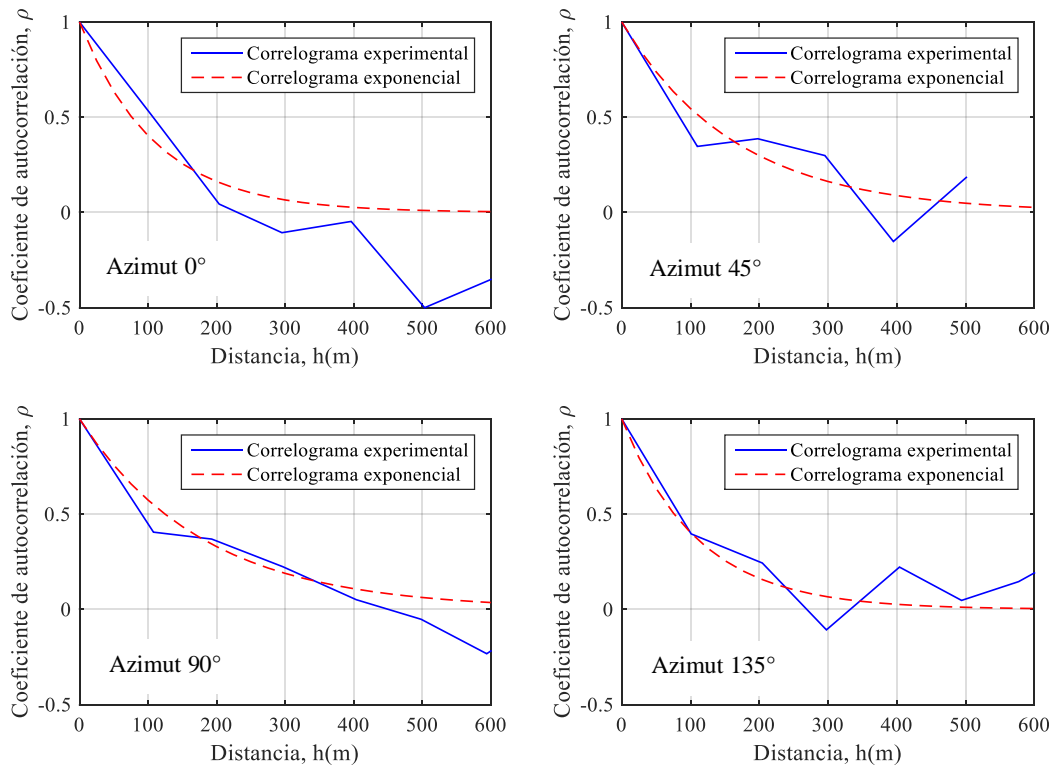 Coeficiente de autocorrelación, ρ
1
0.5
0
-0.5
Correlograma experimental
Correlograma exponencial
Azimut 0°
0 100 200 300 400 500 600
Distancia, h(m)
Coeficiente de autocorrelación, ρ
1
0.5
0
-0.5
Correlograma experimental
Correlograma exponencial
Azimut 45°
0 100 200 300 400 500 600
Distancia, h(m)
Coeficiente de autocorrelación, ρ
1
0.5
0
-0.5
Correlograma experimental
Correlograma exponencial
Azimut 90°
0 100 200 300 400 500 600
Distancia, h(m)
Coeficiente de autocorrelación, ρ
1
0.5
0
-0.5
Correlograma experimental
Correlograma exponencial
Azimut 135°
0 100 200 300 400 500 600
Distancia, h(m)